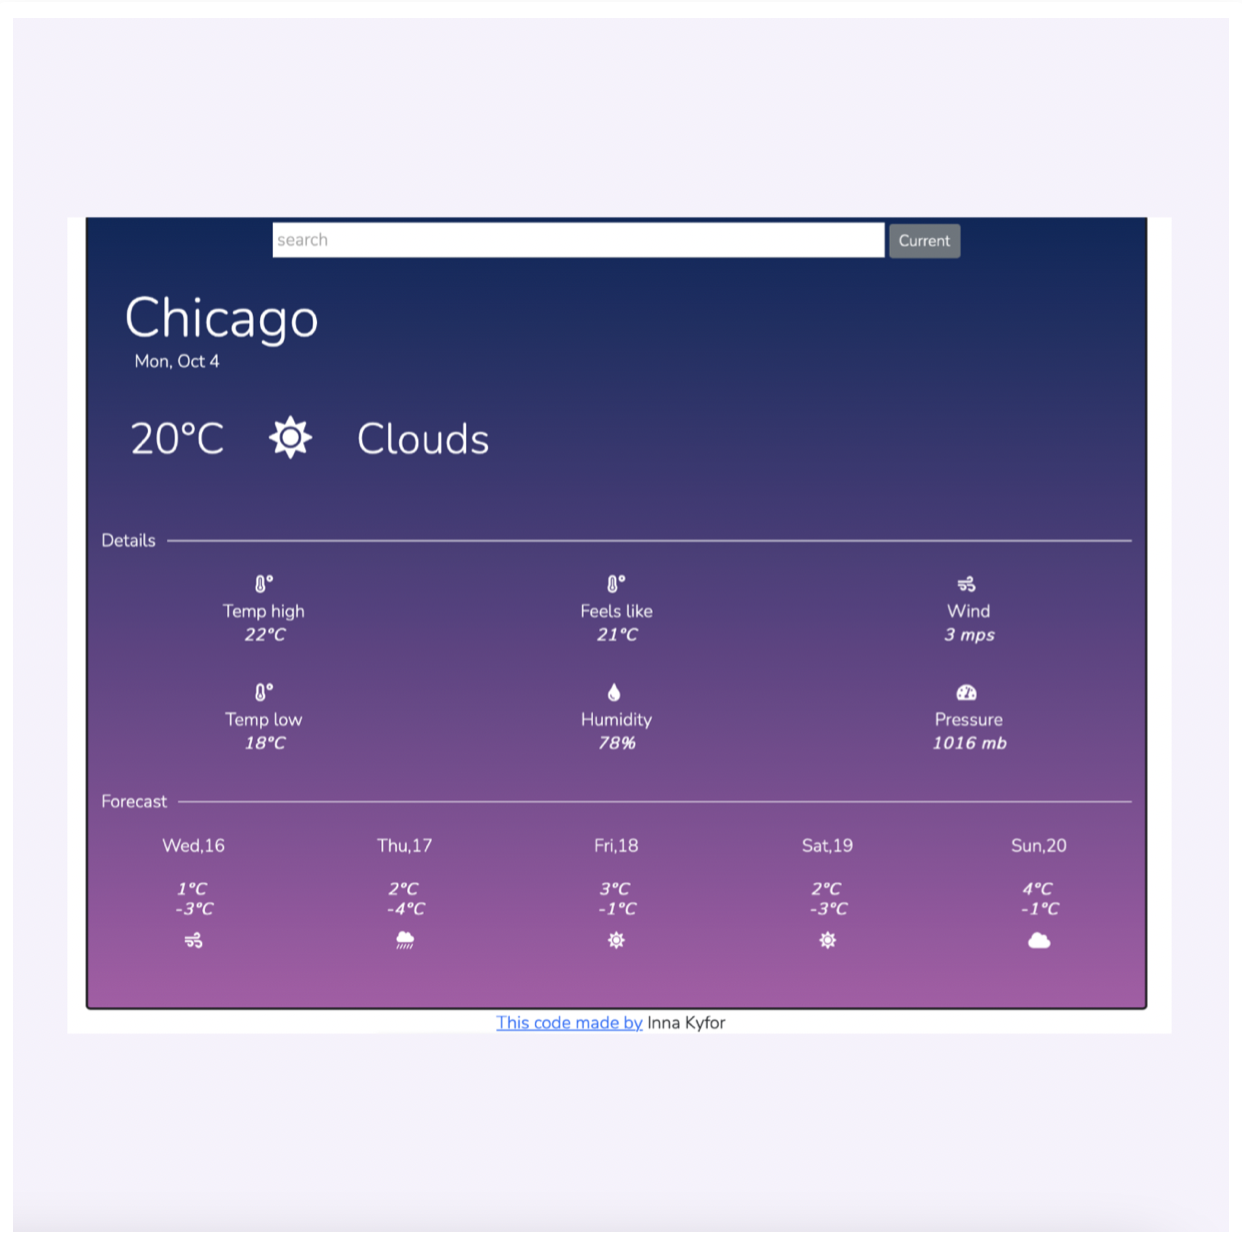 search
Current
Chicago
Mon, Oct 4
20°C Clouds
Details
Temp high
22°C
Feels like
21°C
Wind
3 mps
Temp low
18°C
Humidity
78%
Pressure
1016 mb
Forecast
Wed,16
1°C
-3°C
Thu,17
2°C
-4°C
Fri,18
3°C
-1°C
Sat,19
2°C
-3°C
Sun,20
4°C
-1°C
This code made by Inna Kyfor